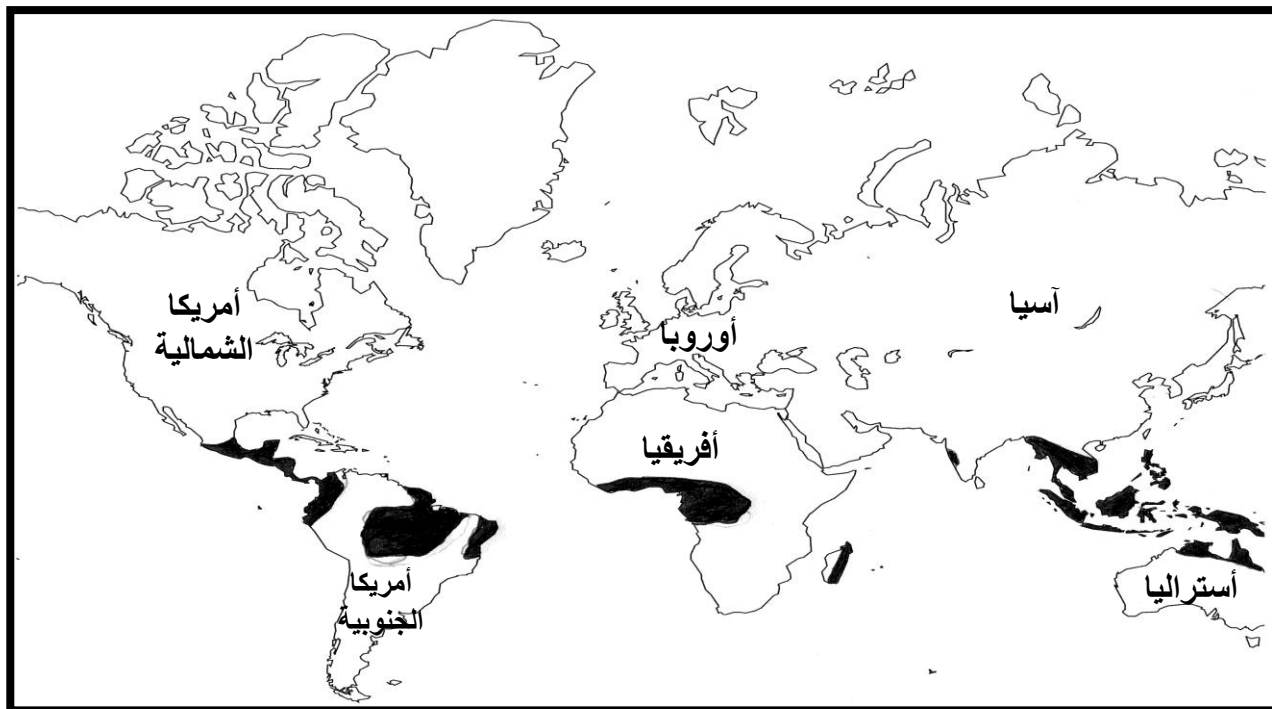 أمريكا
الشمالية
أوروبا
آسيا
أفريقيا
أمريكا
الجنوبية
أستراليا